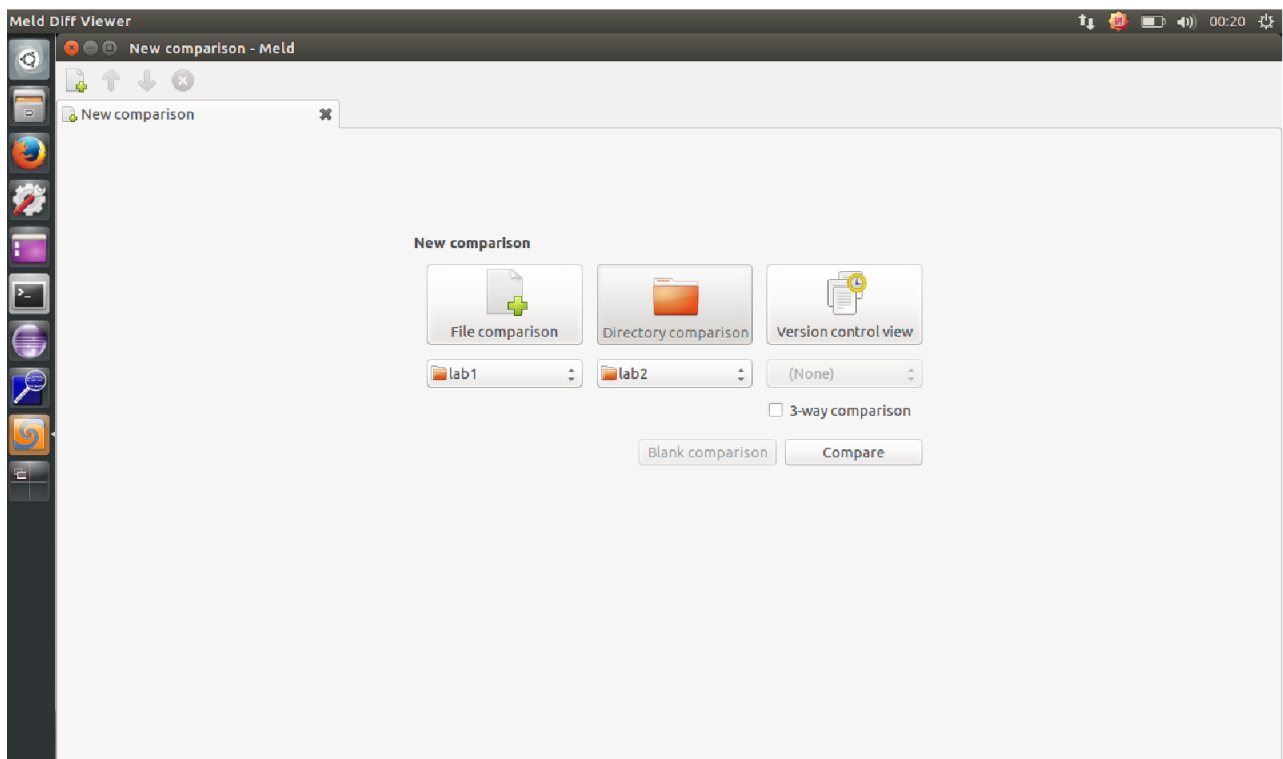 Meld Diff Viewer 00:20
New comparison - Meld
New comparison
New comparison
File comparison Directory comparison Version control view
lab1 lab2 (None)
3-way comparison
Blank comparison Compare